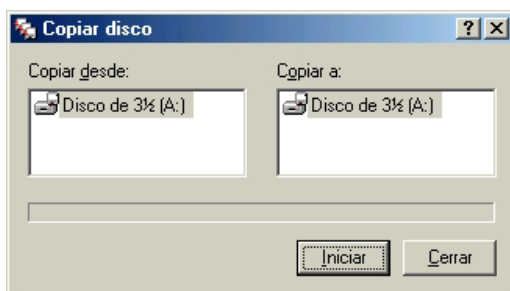 Copiar disco
Copiar desde:
Copiar a:
Disco de 3½ (A:)
Disco de 3½ (A:)
Iniciar
Cerrar